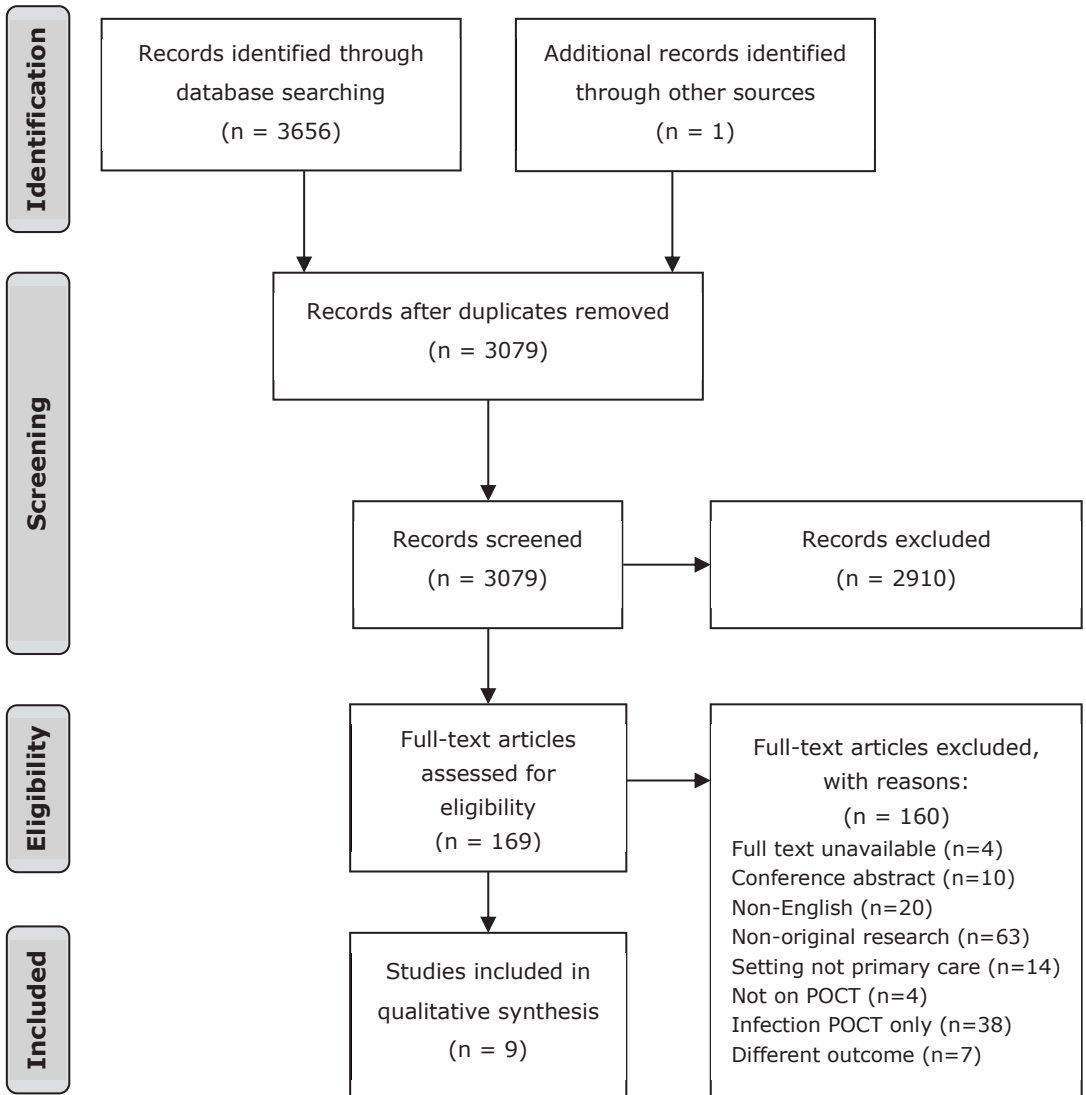 Identification
Records identified through
database searching
(n = 3656)
Additional records identified
through other sources
(n = 1)
Screening
Records after duplicates removed
(n = 3079)
Records screened
(n = 3079)
Records excluded
(n = 2910)
Eligibility
Full-text articles
assessed for
eligibility
(n = 169)
Full-text articles excluded,
with reasons:
(n = 160)
Full text unavailable (n=4)
Conference abstract (n=10)
Non-English (n=20)
Non-original research (n=63)
Setting not primary care (n=14)
Not on POCT (n=4)
Infection POCT only (n=38)
Different outcome (n=7)
Included
Studies included in
qualitative synthesis
(n = 9)